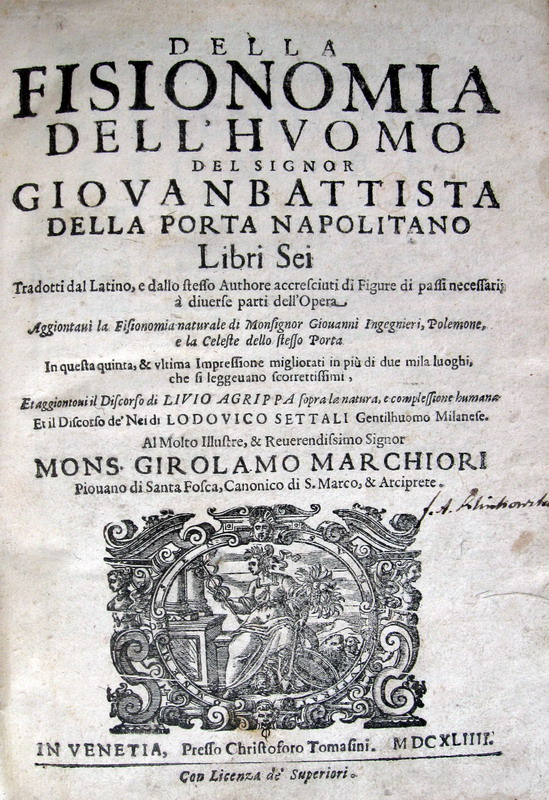 DELLA
FISIONOMIA
DELL'HVOMO
DEL SIGNOR
GIOVANBATTISTA
DELLA PORTA NAPOLITANO
Libri Sei
Tradotti dal Latino, e dallo stesso Authore accresciuti di Figure di passi necessarij
à diuerse parti dell'Opera.
Aggiontaui la Fisionomia naturale di Monsignor Giouanni Ingegnieri, Polemone,
e la Celeste dello stesso Porta
In questa quinta, & vltima Impressione migliorati in più di due mila luoghi,
che si leggeuano scorrettissimi,
Et aggiontoui il Discorso di LIVIO AGRIPPA sopra la natura, e complessione humana
Et il Discorso de' Nei di LODOVICO SETTALI Gentilhuomo Milanese.
Al Molto Illustre, & Reuerendissimo Signor
MONS. GIROLAMO MARCHIORI
Piouano di Santa Fosca, Canonico di S. Marco, & Arciprete.
IN VENETIA, Presso Christoforo Tomasini. MDCXLIIII.
Con Licenza de' Superiori.